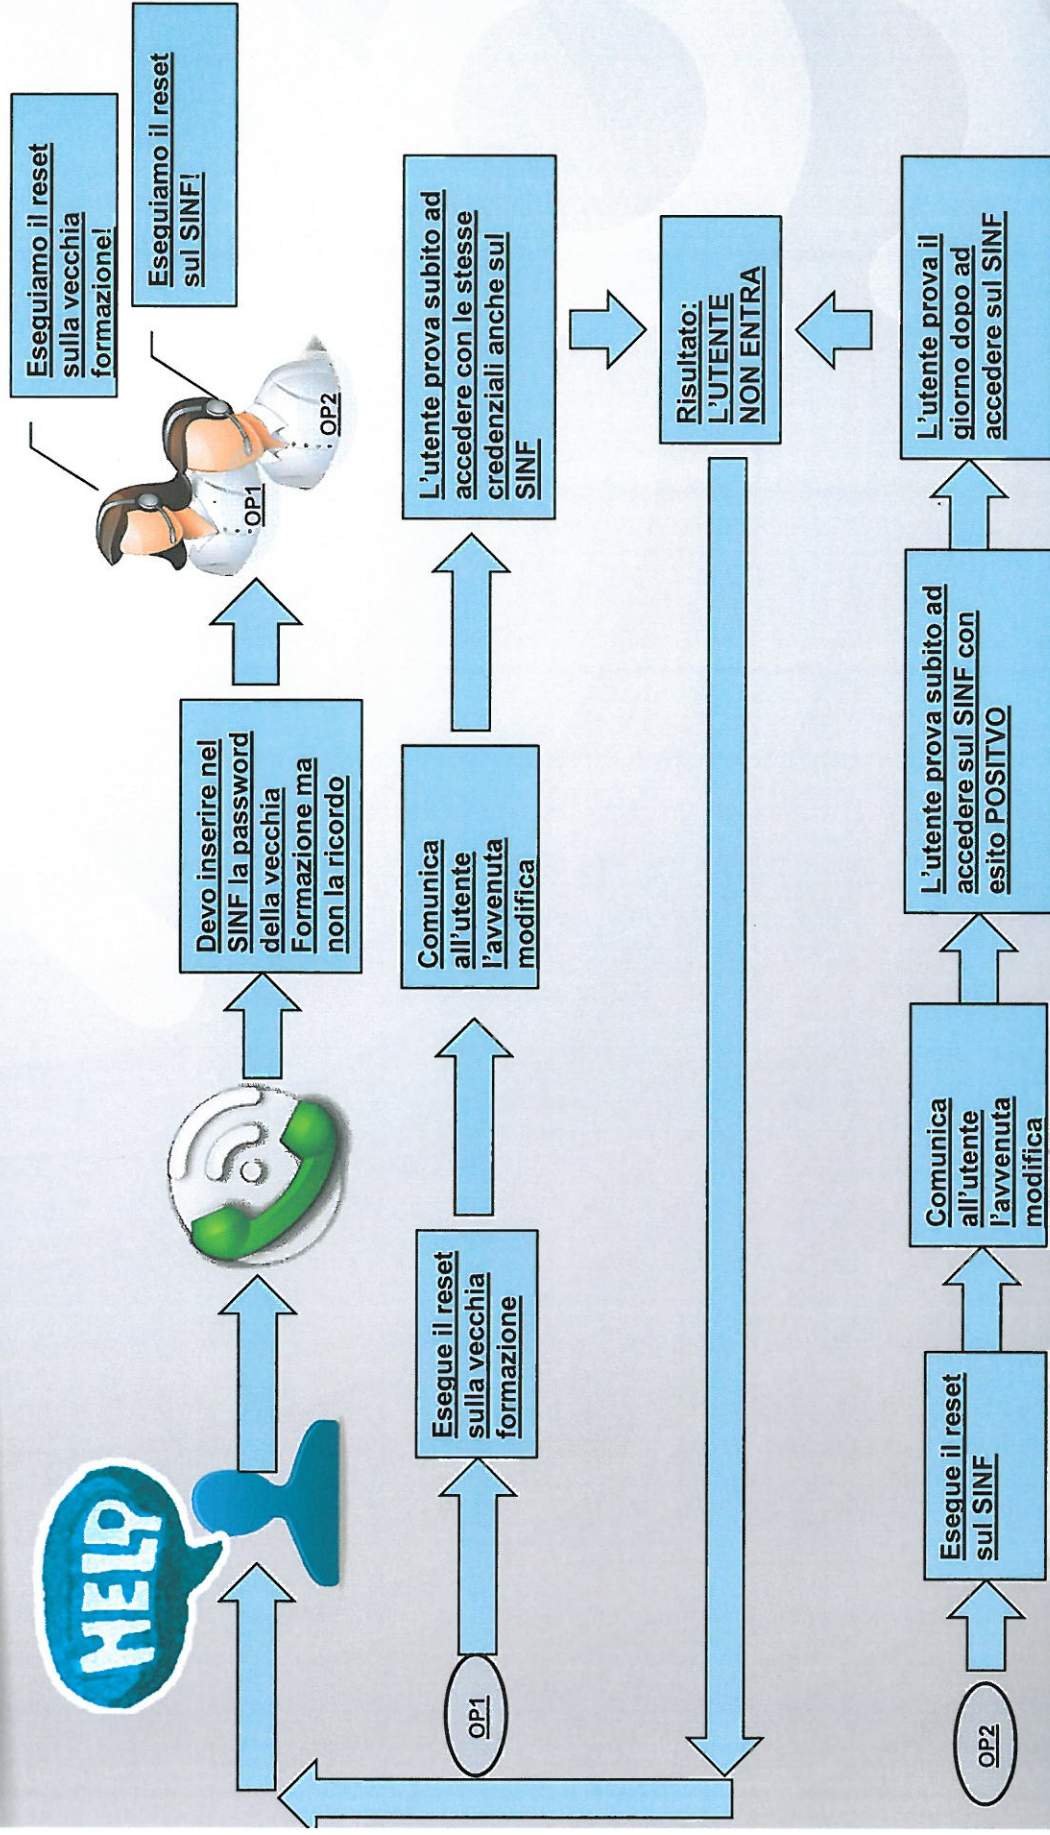 HELP
Devo inserire nel
SINF la password
della vecchia
Formazione ma
non la ricordo
OP1
OP2
Eseguiamo il reset
sulla vecchia
formazione!
Eseguiamo il reset
sul SINF!
OP1
Esegue il reset
sulla vecchia
formazione
Comunica
all'utente
l'avvenuta
modifica
L'utente prova subito ad
accedere con le stesse
credenziali anche sul
SINF
Risultato:
L'UTENTE
NON ENTRA
OP2
Esegue il reset
sul SINF
Comunica
all'utente
l'avvenuta
modifica
L'utente prova subito ad
accedere sul SINF con
esito POSITVO
L'utente prova il
giorno dopo ad
accedere sul SINF